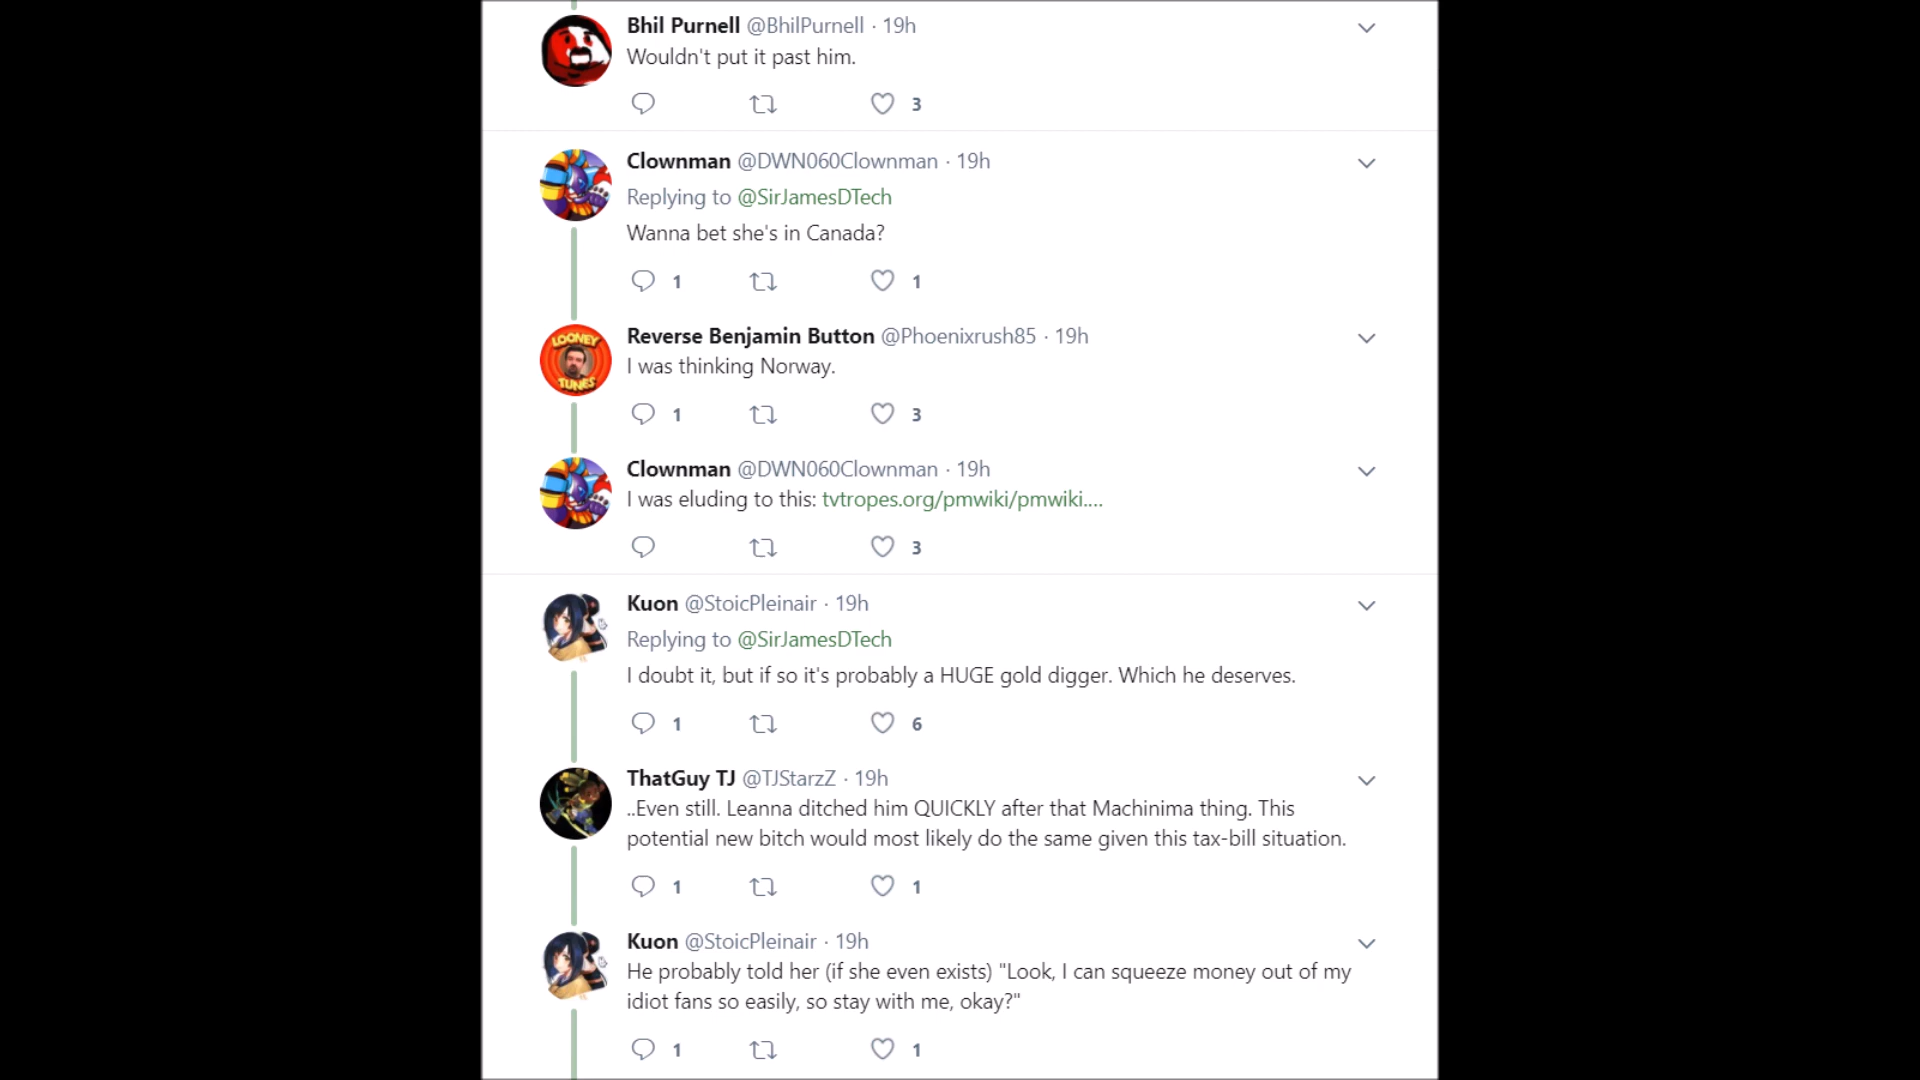 Bhil Purnell @BhilPurnell · 19h
Wouldn't put it past him.
3
Clownman @DWN060Clownman · 19h
Replying to @SirJamesDTech
Wanna bet she's in Canada?
1 1
LOONEY
TUNES
Reverse Benjamin Button @Phoenixrush85 · 19h
I was thinking Norway.
1 3
Clownman @DWN060Clownman · 19h
I was eluding to this: tvtropes.org/pmwiki/pmwiki....
3
Kuon @StoicPleinair · 19h
Replying to @SirJamesDTech
I doubt it, but if so it's probably a HUGE gold digger. Which he deserves.
1 6
ThatGuy TJ @TJStarzZ · 19h
..Even still. Leanna ditched him QUICKLY after that Machinima thing. This
potential new bitch would most likely do the same given this tax-bill situation.
1 1
Kuon @StoicPleinair · 19h
He probably told her (if she even exists) "Look, I can squeeze money out of my
idiot fans so easily, so stay with me, okay?"
1 1